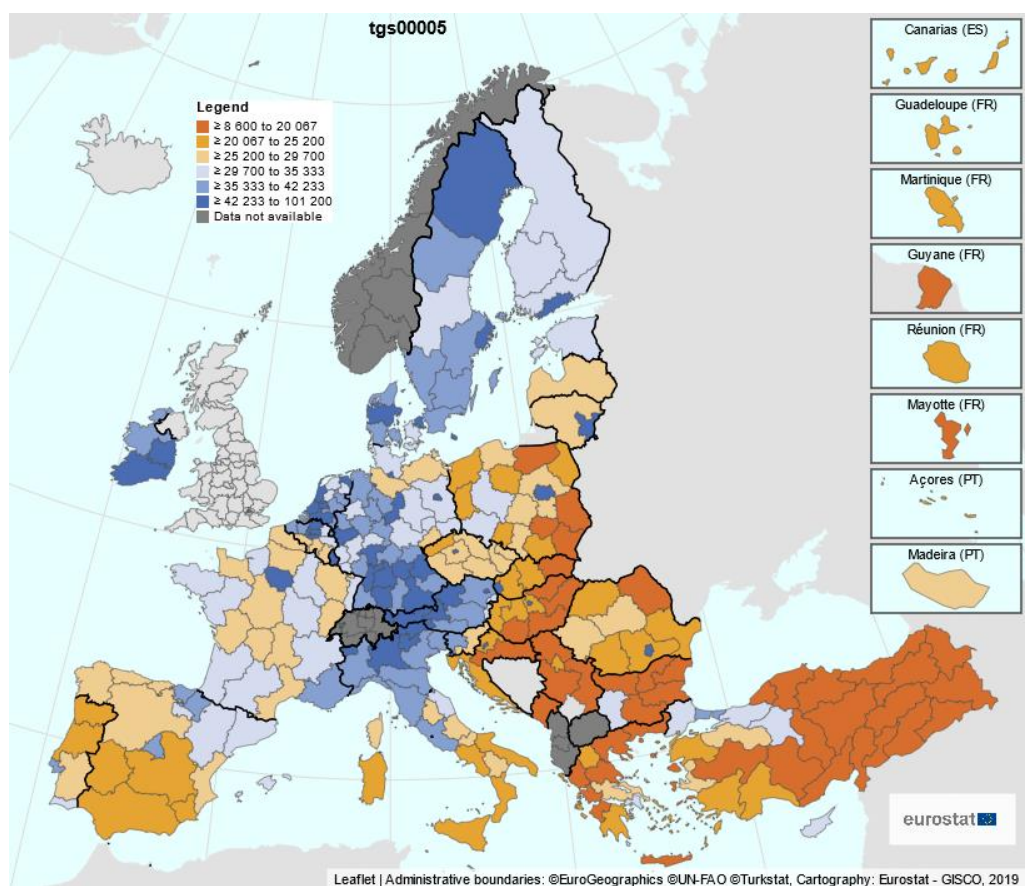 tgs00005
Legend
≥ 8 600 to 20 067
≥ 20 067 to 25 200
≥ 25 200 to 29 700
≥ 29 700 to 35 333
≥ 35 333 to 42 233
≥ 42 233 to 101 200
Data not available
Canarias (ES)
Guadeloupe (FR)
Martinique (FR)
Guyane (FR)
Réunion (FR)
Mayotte (FR)
Açores (PT)
Madeira (PT)
eurostat
Leaflet | Administrative boundaries: ©EuroGeographics ©UN-FAO ©Turkstat, Cartography: Eurostat - GISCO, 2019